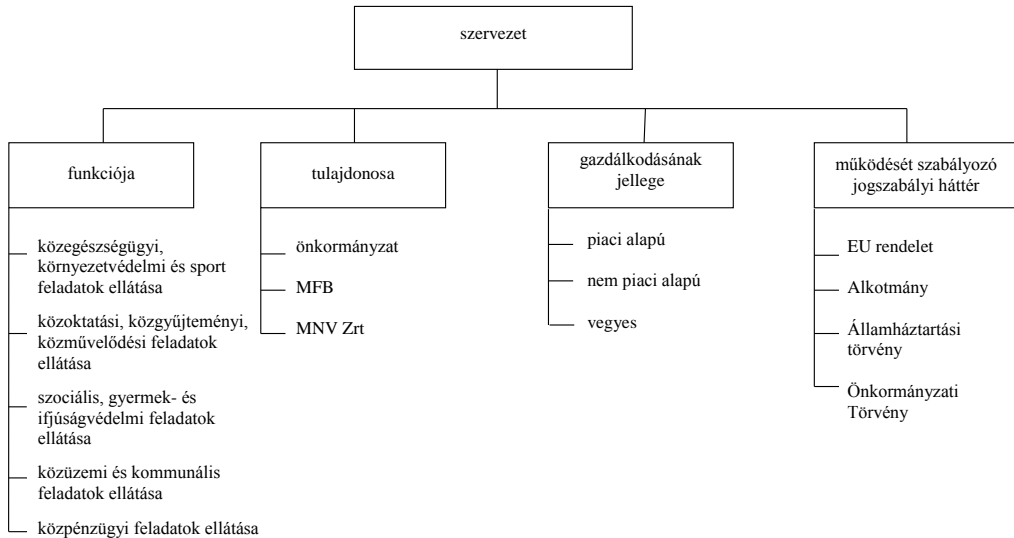 szervezet
funkciója
közegészségügyi,
környezetvédelmi és sport
feladatok ellátása
közoktatási, közgyűjteményi,
közművelődési feladatok
ellátása
szociális, gyermek- és
ifjúságvédelmi feladatok
ellátása
közüzemi és kommunális
feladatok ellátása
közpénzügyi feladatok ellátása
tulajdonosa
önkormányzat
MFB
MNV Zrt
gazdálkodásának
jellege
piaci alapú
nem piaci alapú
vegyes
működését szabályozó
jogszabályi háttér
EU rendelet
Alkotmány
Államháztartási
törvény
Önkormányzati
Törvény